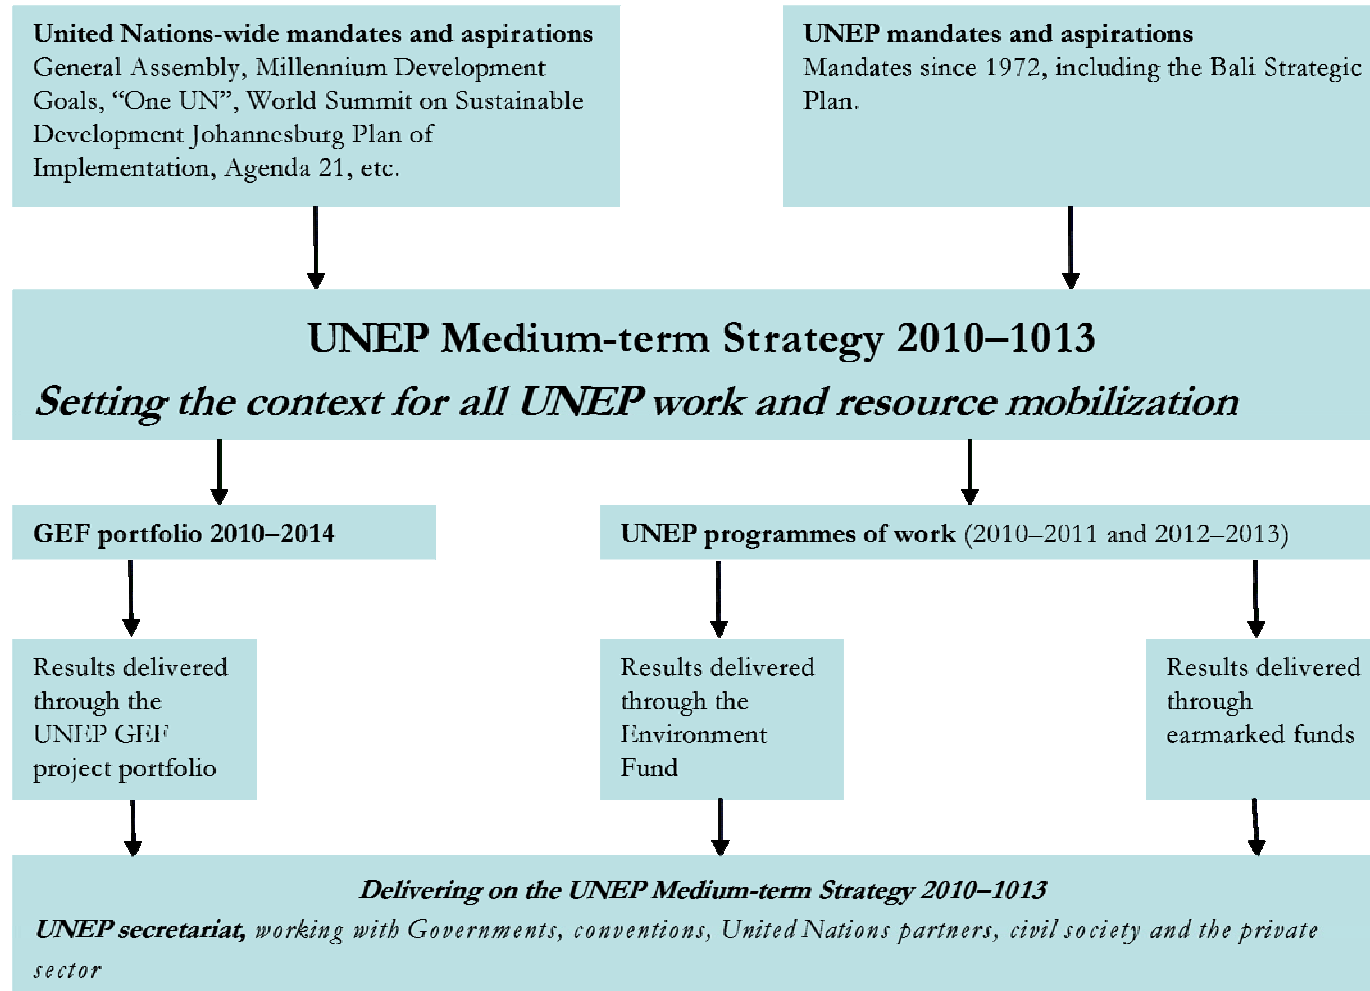 United Nations-wide mandates and aspirations
General Assembly, Millennium Development
Goals, “One UN”, World Summit on Sustainable
Development Johannesburg Plan of
Implementation, Agenda 21, etc.
UNEP mandates and aspirations
Mandates since 1972, including the Bali Strategic
Plan.
UNEP Medium-term Strategy 2010–1013
Setting the context for all UNEP work and resource mobilization
GEF portfolio 2010–2014
UNEP programmes of work (2010–2011 and 2012–2013)
Results delivered
through the
UNEP GEF
project portfolio
Results delivered
through the
Environment
Fund
Results delivered
through
earmarked funds
Delivering on the UNEP Medium-term Strategy 2010–1013
UNEP secretariat, working with Governments, conventions, United Nations partners, civil society and the private
sector